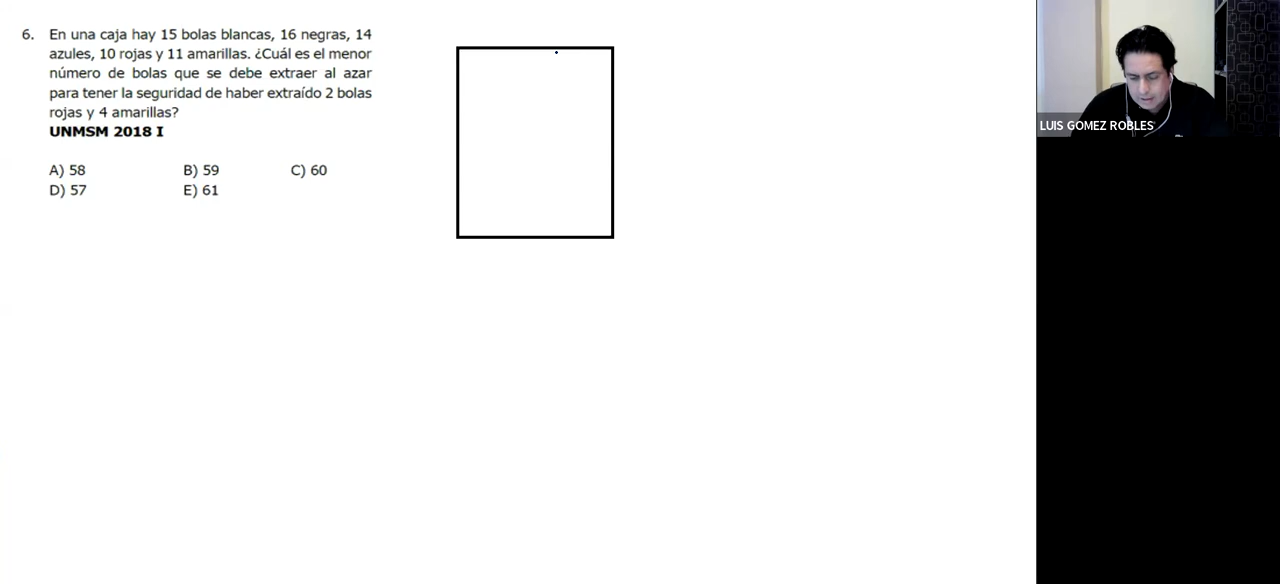 6. En una caja hay 15 bolas blancas, 16 negras, 14
azules, 10 rojas y 11 amarillas. ¿Cuál es el menor
número de bolas que se debe extraer al azar
para tener la seguridad de haber extraído 2 bolas
rojas y 4 amarillas?
UNMSM 2018 I
A) 58 B) 59 C) 60
D) 57 E) 61
LUIS GOMEZ ROBLES